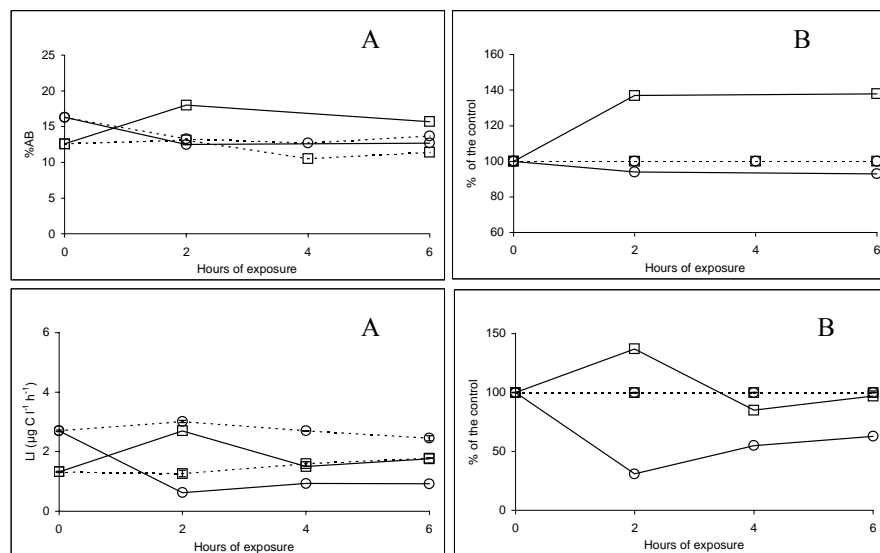 A
25
20
15
10
5
0
%AB
0 2 4 6
Hours of exposure
B
160
140
120
100
80
60
% of the control
0 2 4 6
Hours of exposure
A
6
4
2
0
LI (µg C l⁻¹ h⁻¹)
0 2 4 6
Hours of exposure
B
150
100
50
0
% of the control
0 2 4 6
Hours of exposure